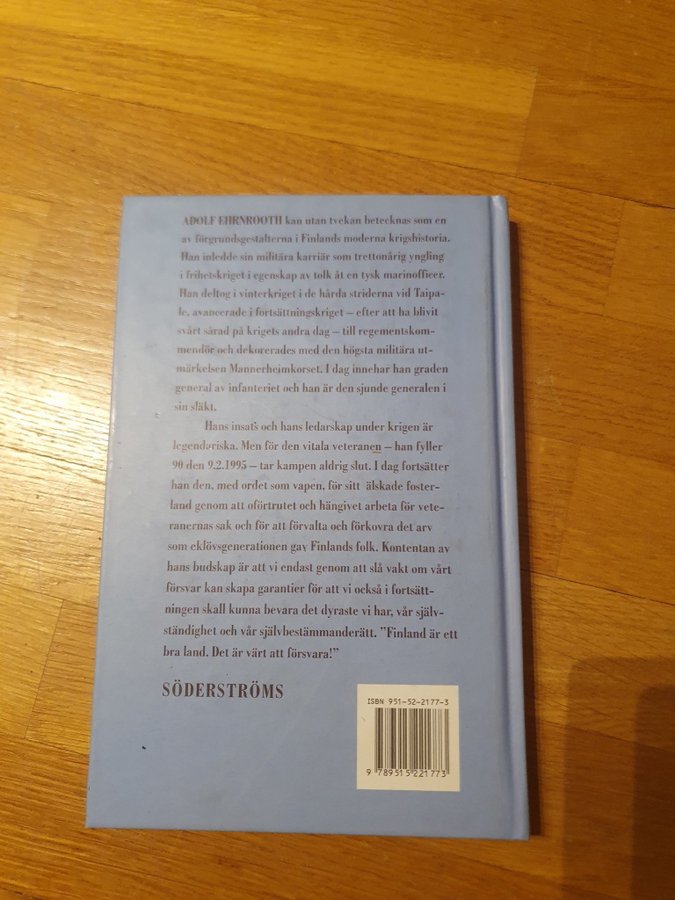 ADOLF EHRNROOTH kan utan tvekan betecknas som en
av förgrundsgestalterna i Finlands moderna krigshistoria.
Han inledde sin militära karriär som trettonårig yngling
i frihetskriget i egenskap av tolk åt en tysk marinofficer.
Han deltog i vinterkriget i de hårda striderna vid Taipa-
le, avancerade i fortsättningskriget – efter att ha blivit
svårt sårad på krigets andra dag – till regementskom-
mendör och dekorerades med den högsta militära ut-
märkelsen Mannerheimkorset. I dag innehar han graden
general av infanteriet och han är den sjunde generalen i
sin släkt.
Hans insats och hans ledarskap under krigen är
legendariska. Men för den vitala veteranen – han fyller
90 den 9.2.1995 – tar kampen aldrig slut. I dag fortsätter
han den, med ordet som vapen, för sitt älskade foster-
land genom att oförtrutet och hängivet arbeta för vete-
ranernas sak och för att förvalta och förkovra det arv
som eklövsgenerationen gav Finlands folk. Kontentan av
hans budskap är att vi endast genom att slå vakt om vårt
försvar kan skapa garantier för att vi också i fortsätt-
ningen skall kunna bevara det dyraste vi har, vår själv-
ständighet och vår självbestämmanderätt. ”Finland är ett
bra land. Det är värt att försvara!”
SÖDERSTRÖMS
ISBN 951-52-2177-3
9 789515 221773